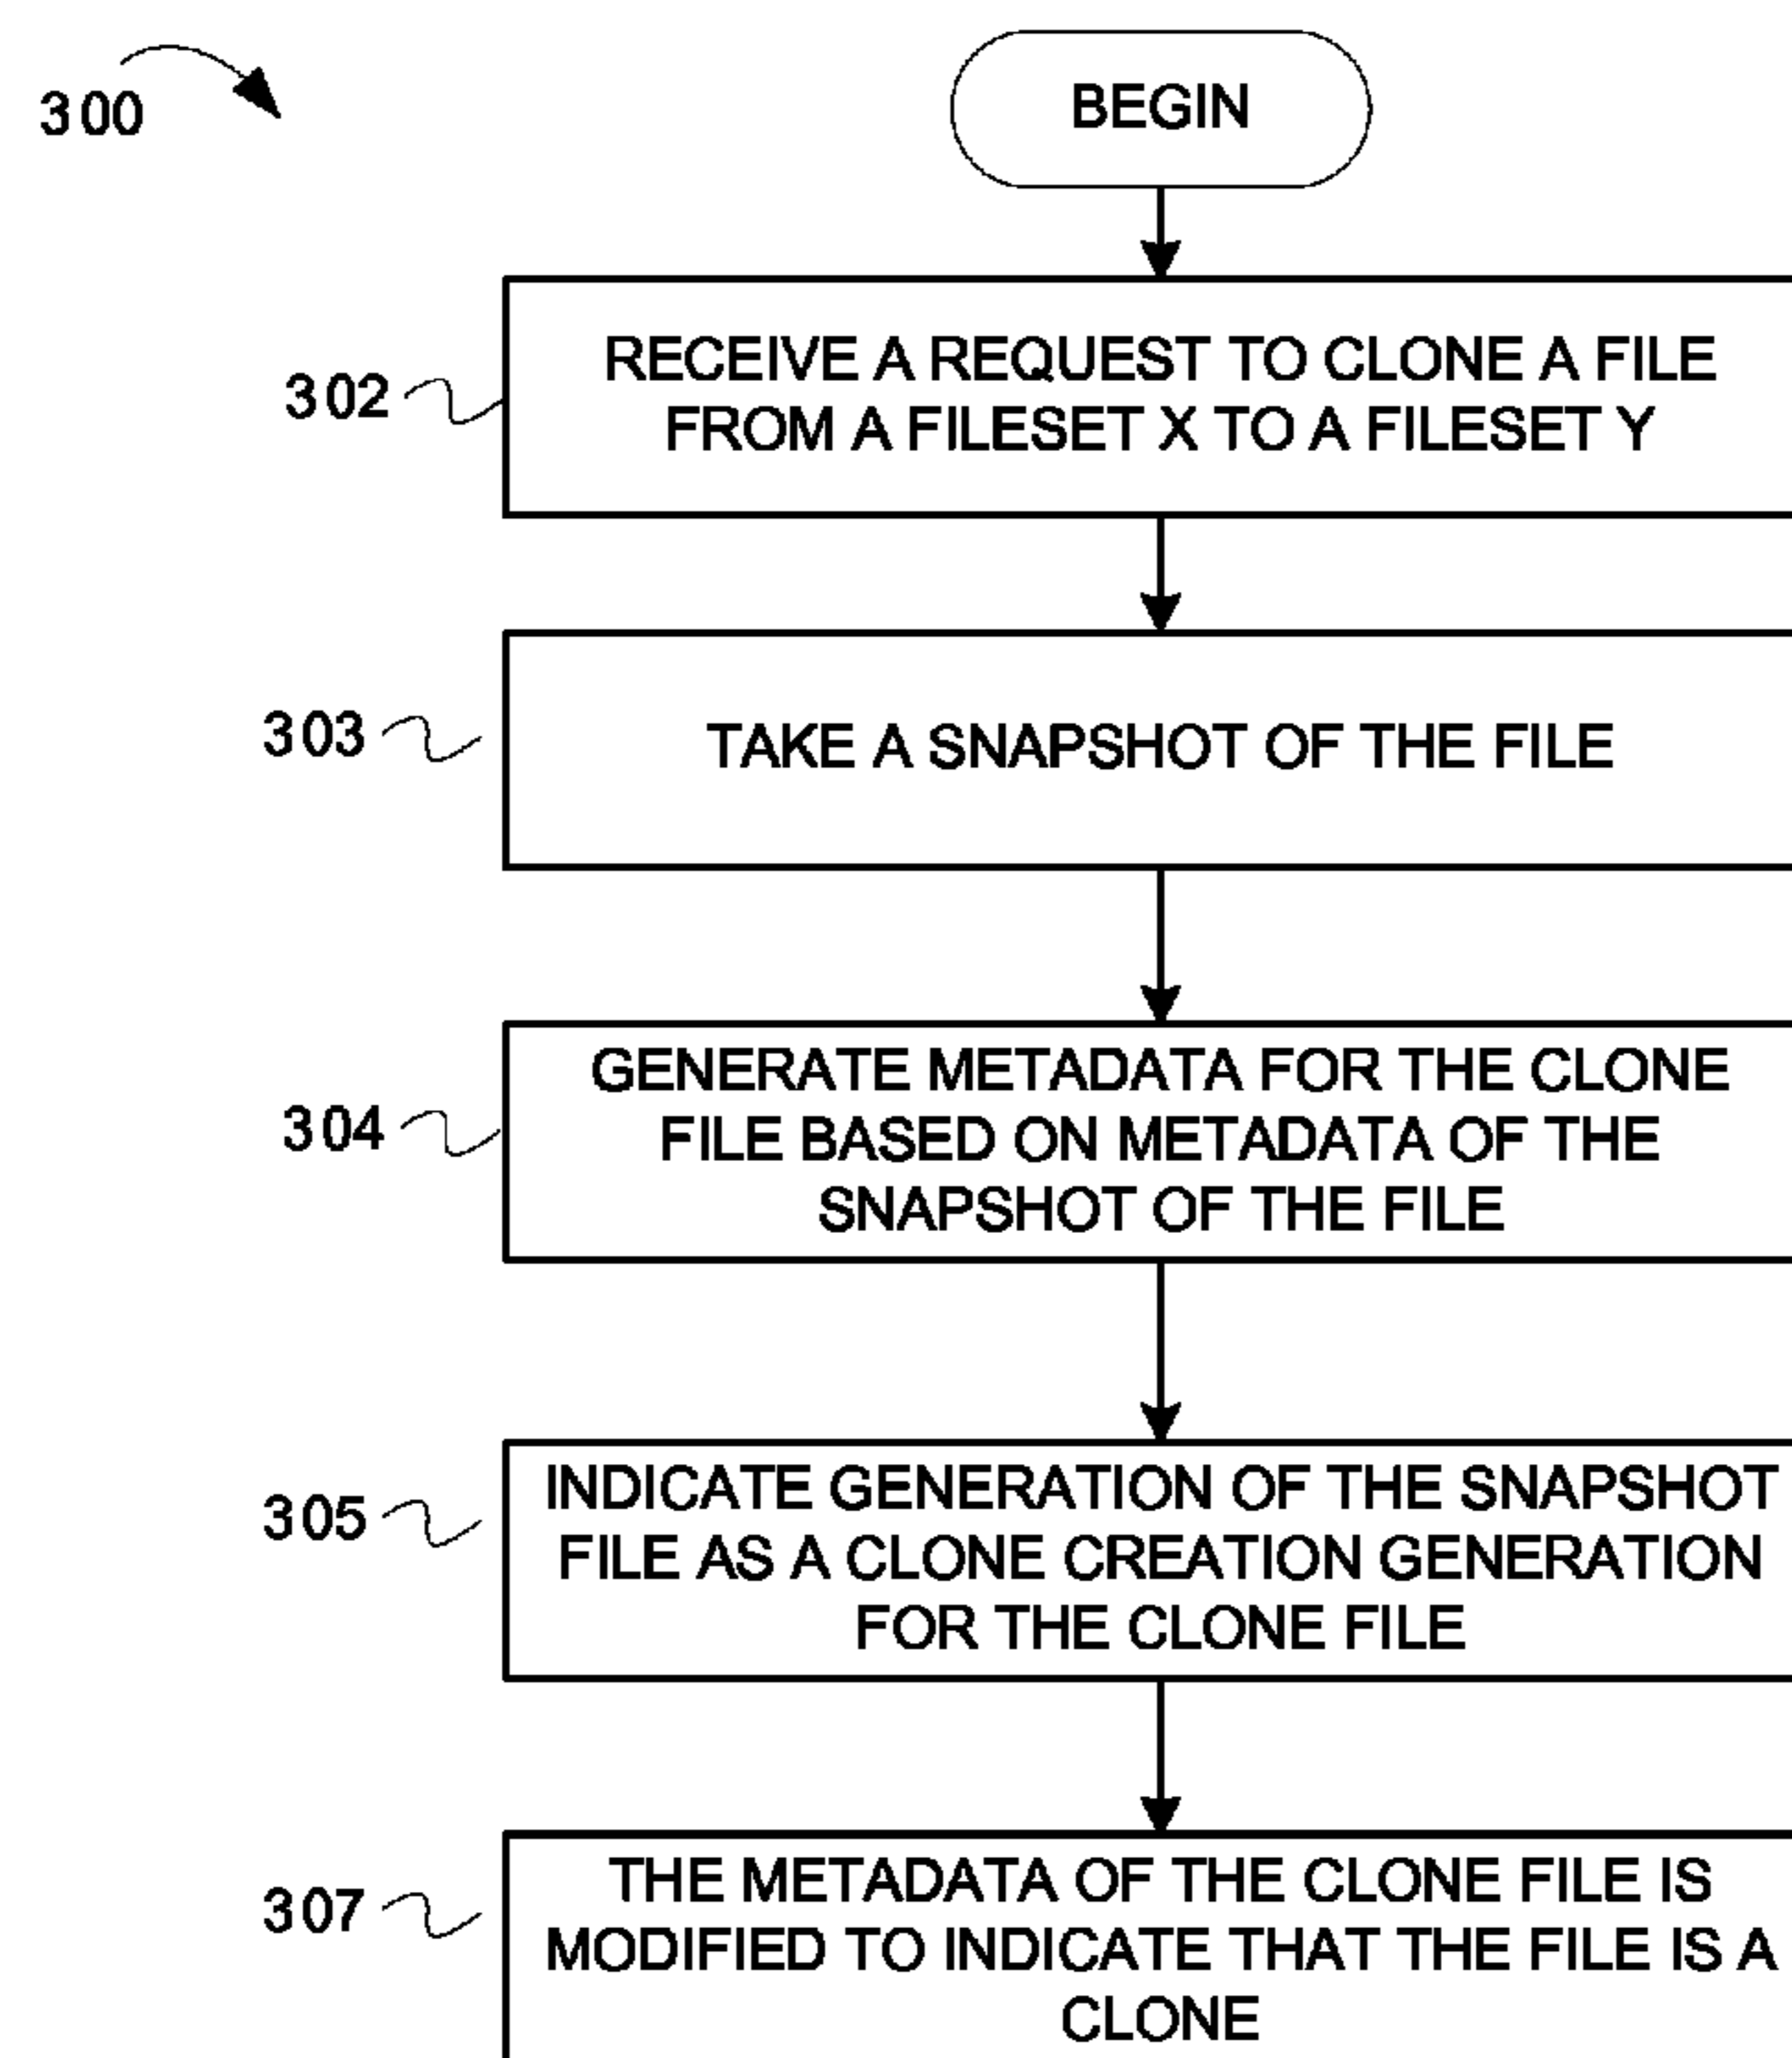 300
BEGIN
302
RECEIVE A REQUEST TO CLONE A FILE
FROM A FILESET X TO A FILESET Y
303
TAKE A SNAPSHOT OF THE FILE
304
GENERATE METADATA FOR THE CLONE
FILE BASED ON METADATA OF THE
SNAPSHOT OF THE FILE
305
INDICATE GENERATION OF THE SNAPSHOT
FILE AS A CLONE CREATION GENERATION
FOR THE CLONE FILE
307
THE METADATA OF THE CLONE FILE IS
MODIFIED TO INDICATE THAT THE FILE IS A
CLONE